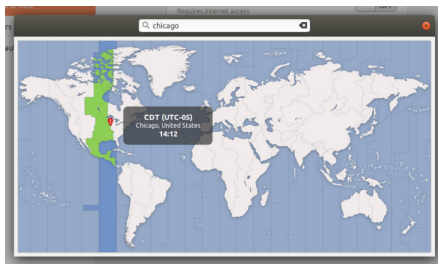 Requires internet access
chicago
CDT (UTC-05)
Chicago, United States
14:12